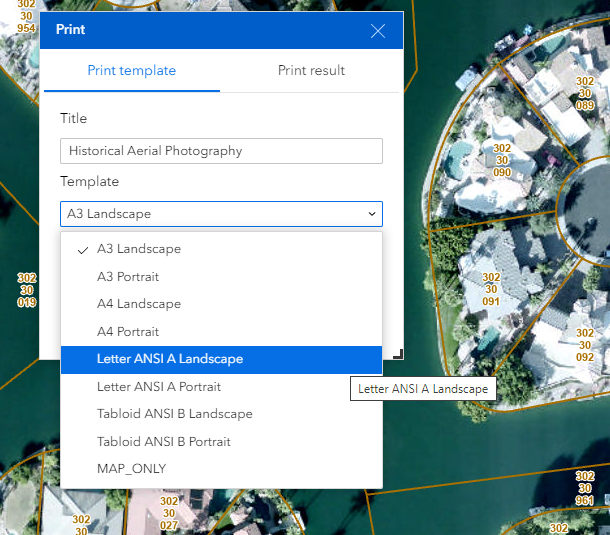 302
30
954
Print
Print template
Print result
Title
Historical Aerial Photography
Template
A3 Landscape
A3 Landscape
A3 Portrait
A4 Landscape
A4 Portrait
Letter ANSI A Landscape
Letter ANSI A Portrait
Tabloid ANSI B Landscape
Tabloid ANSI B Portrait
MAP_ONLY
Letter ANSI A Landscape
302
30
019
302
30
089
302
30
090
302
30
091
302
30
092
302
30
961
302
30
027
302
30
302